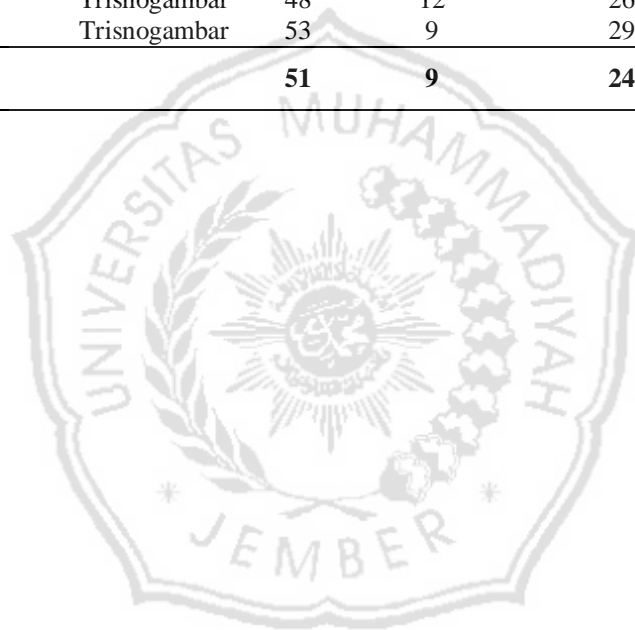 Trisnogambar 48 12 26
Trisnogambar 53 9 29
51 9 24
UNIVERSITAS MUHAMMADIYAH
JEMBER